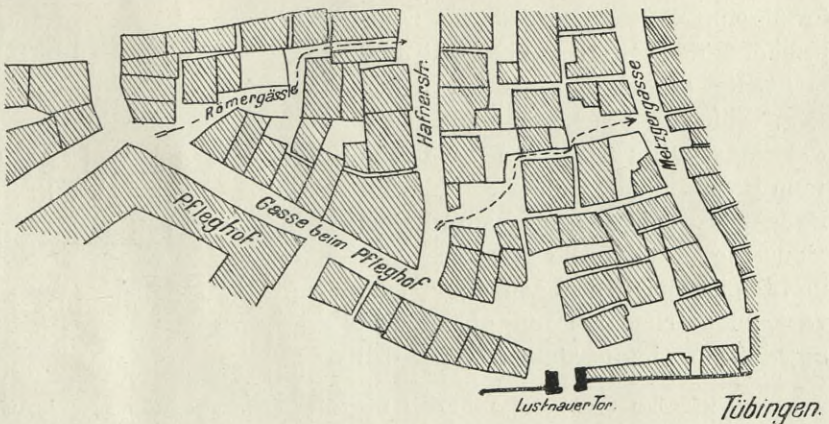 Römergässle
Hafnerstr.
Metzgergasse
Pfleghof
Gasse beim Pfleghof
Lustnauer Tor.
Tübingen.